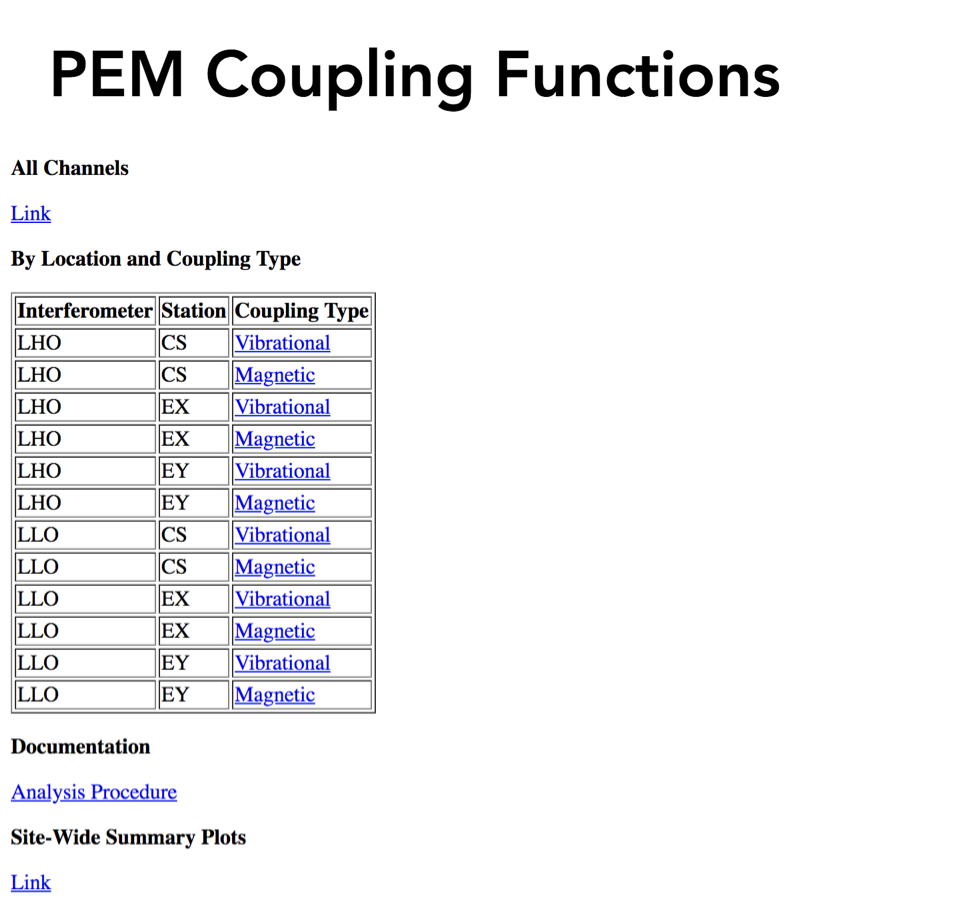 PEM Coupling Functions
All Channels
Link
By Location and Coupling Type
Interferometer Station Coupling Type
LHO CS Vibrational
LHO CS Magnetic
LHO EX Vibrational
LHO EX Magnetic
LHO EY Vibrational
LHO EY Magnetic
LLO CS Vibrational
LLO CS Magnetic
LLO EX Vibrational
LLO EX Magnetic
LLO EY Vibrational
LLO EY Magnetic
Documentation
Analysis Procedure
Site-Wide Summary Plots
Link